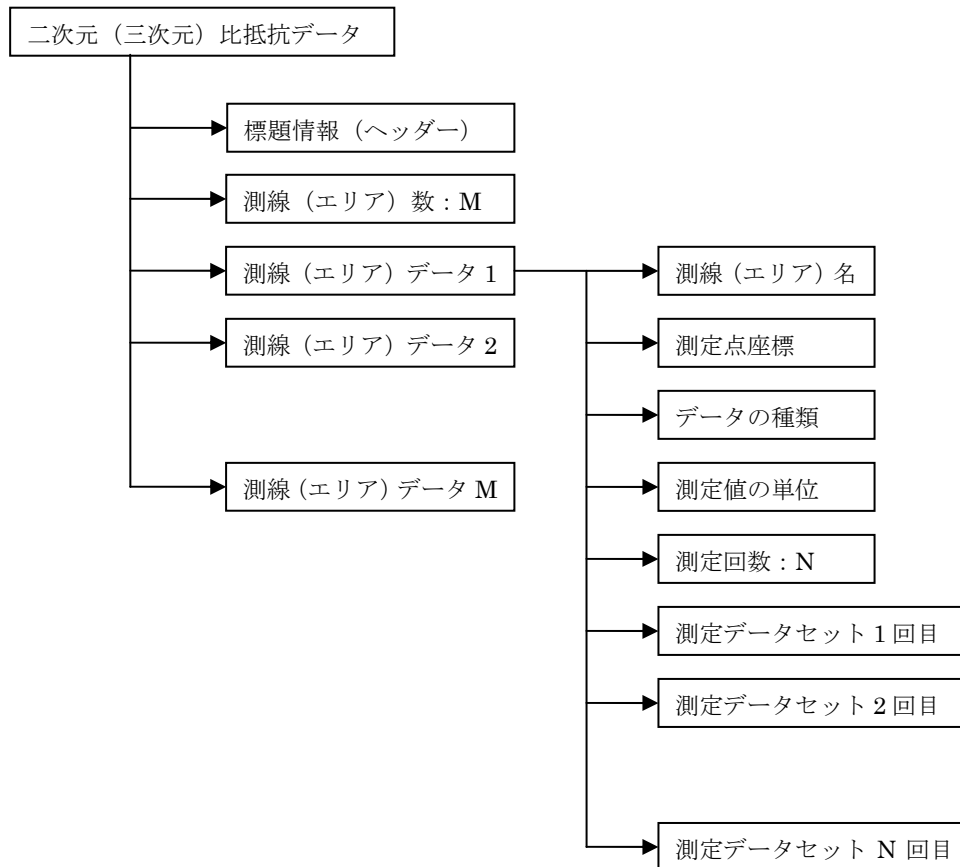 二次元（三次元）比抵抗データ
標題情報（ヘッダー）
測線（エリア）数：M
測線（エリア）データ 1
測線（エリア）データ 2
測線（エリア）データ M
測線（エリア）名
測定点座標
データの種類
測定値の単位
測定回数：N
測定データセット 1 回目
測定データセット 2 回目
測定データセット N 回目